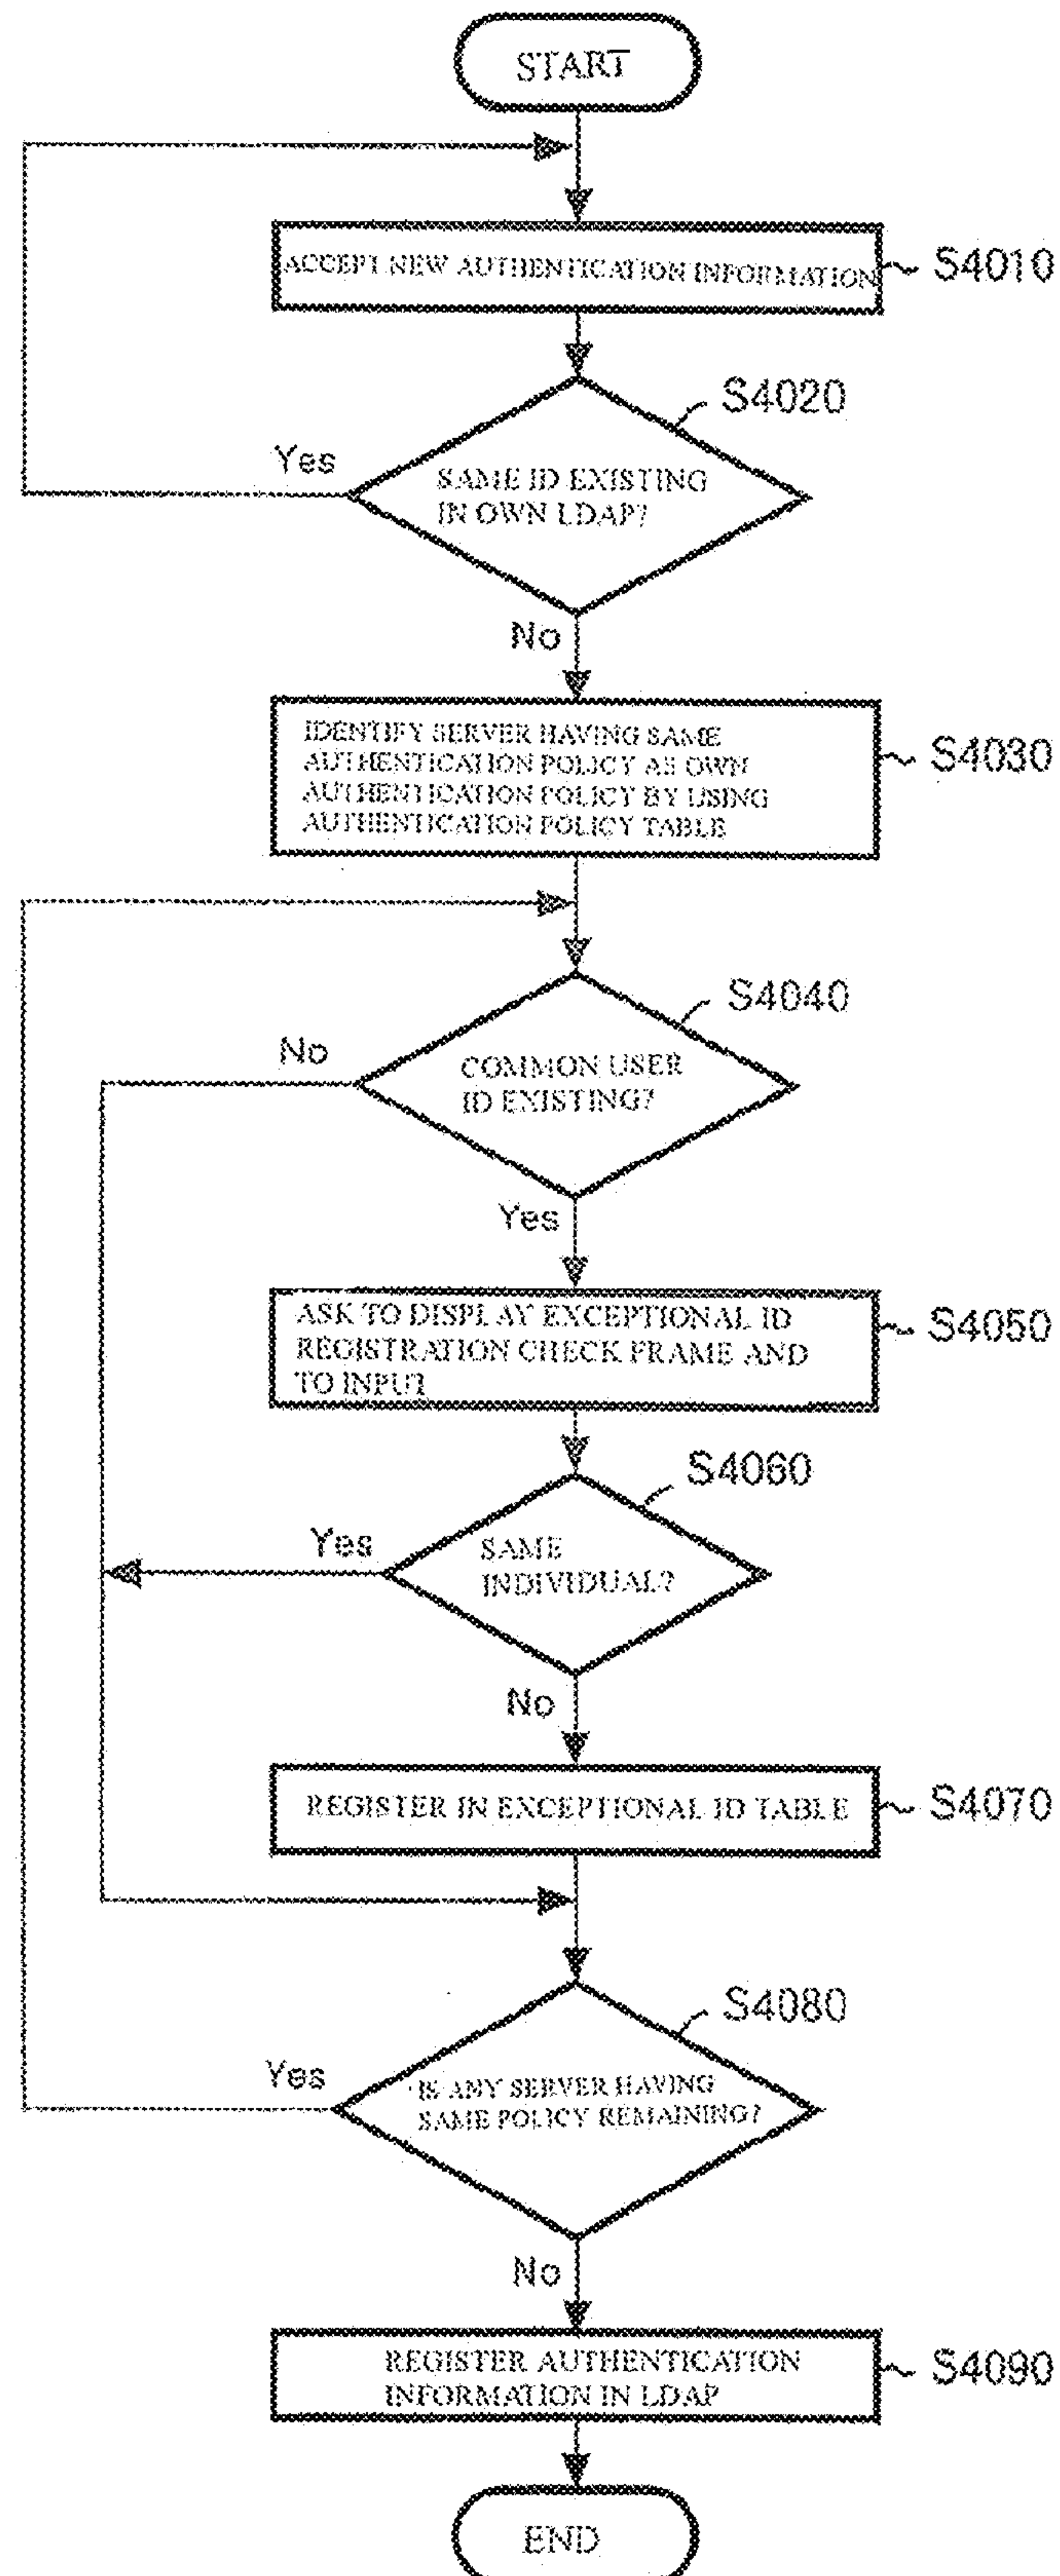 START
ACCEPT NEW AUTHENTICATION INFORMATION
S4010
S4020
Yes
SAME ID EXISTING
IN OWN LDAP?
No
IDENTIFY SERVER HAVING SAME
AUTHENTICATION POLICY AS OWN
AUTHENTICATION POLICY BY USING
AUTHENTICATION POLICY TABLE
S4030
S4040
No
COMMON USER
ID EXISTING?
Yes
ASK TO DISPLAY EXCEPTIONAL ID
REGISTRATION CHECK FRAME AND
TO INPUT
S4050
S4060
Yes
SAME
INDIVIDUAL?
No
REGISTER IN EXCEPTIONAL ID TABLE
S4070
S4080
Yes
IS ANY SERVER HAVING
SAME POLICY REMAINING?
No
REGISTER AUTHENTICATION
INFORMATION IN LDAP
S4090
END